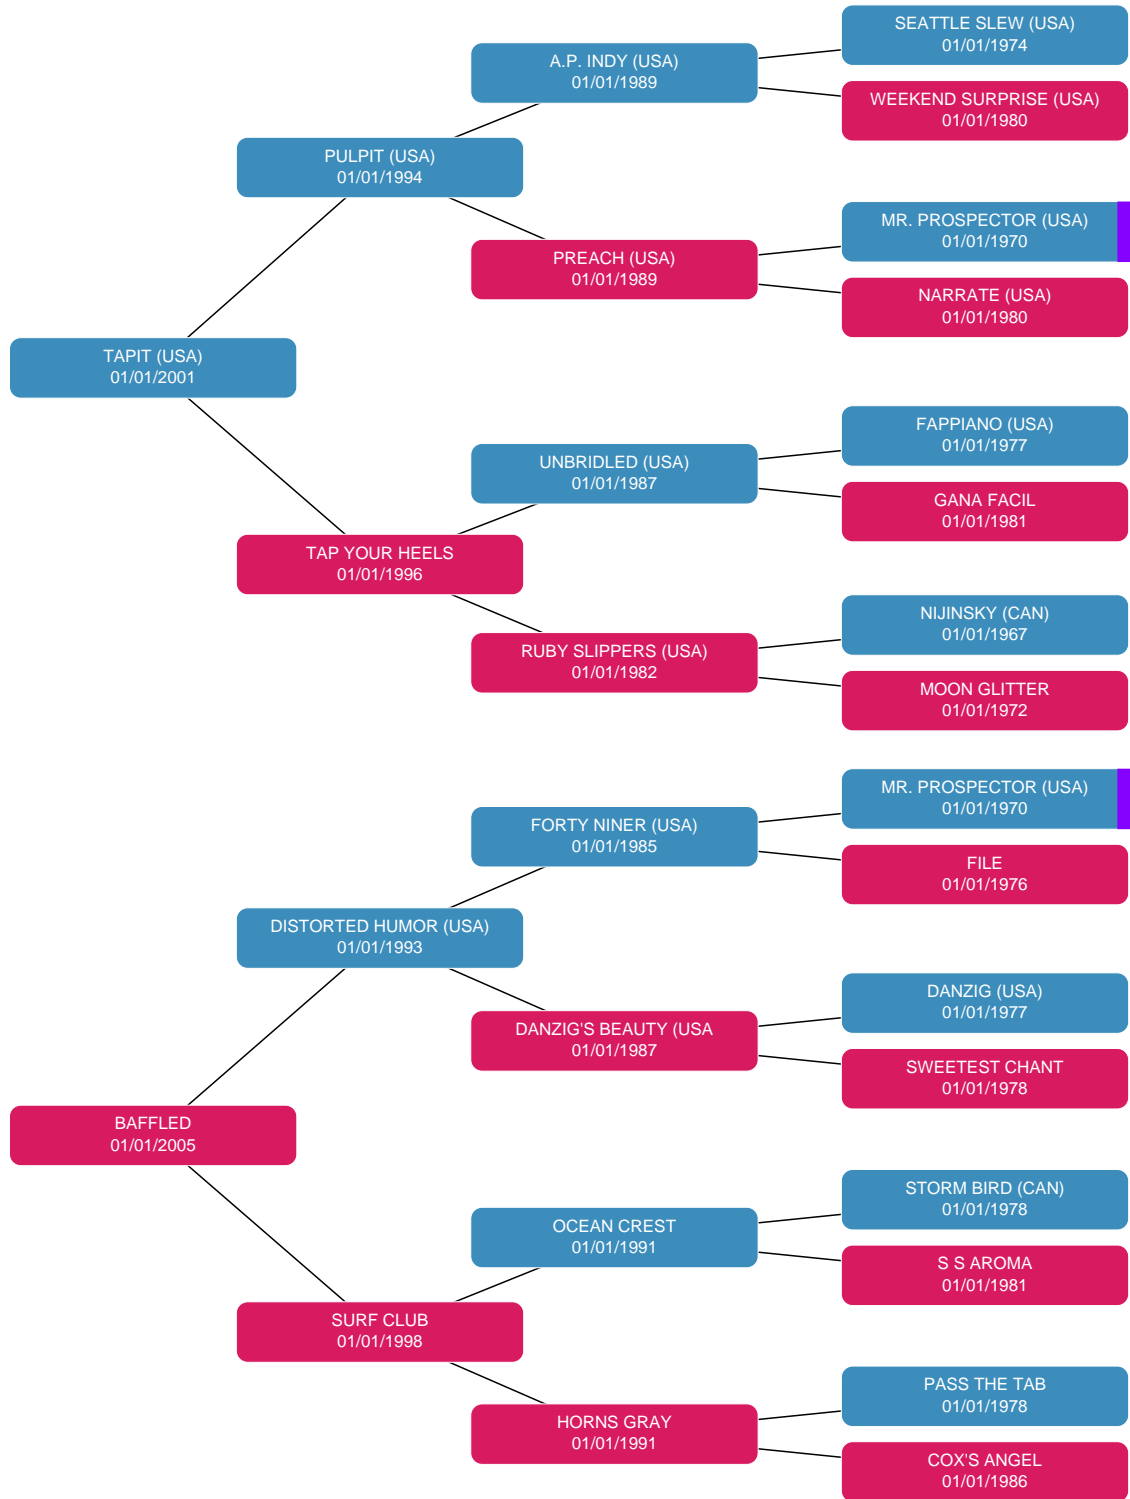 SEATTLE SLEW (USA)
01/01/1974
A.P. INDY (USA)
01/01/1989
WEEKEND SURPRISE (USA)
01/01/1980
PULPIT (USA)
01/01/1994
MR. PROSPECTOR (USA)
01/01/1970
PREACH (USA)
01/01/1989
NARRATE (USA)
01/01/1980
TAPIT (USA)
01/01/2001
FAPPIANO (USA)
01/01/1977
UNBRIDLED (USA)
01/01/1987
GANA FACIL
01/01/1981
TAP YOUR HEELS
01/01/1996
NIJINSKY (CAN)
01/01/1967
RUBY SLIPPERS (USA)
01/01/1982
MOON GLITTER
01/01/1972
MR. PROSPECTOR (USA)
01/01/1970
FORTY NINER (USA)
01/01/1985
FILE
01/01/1976
DISTORTED HUMOR (USA)
01/01/1993
DANZIG (USA)
01/01/1977
DANZIG'S BEAUTY (USA
01/01/1987
SWEETEST CHANT
01/01/1978
BAFFLED
01/01/2005
STORM BIRD (CAN)
01/01/1978
OCEAN CREST
01/01/1991
S S AROMA
01/01/1981
SURF CLUB
01/01/1998
PASS THE TAB
01/01/1978
HORNS GRAY
01/01/1991
COX'S ANGEL
01/01/1986